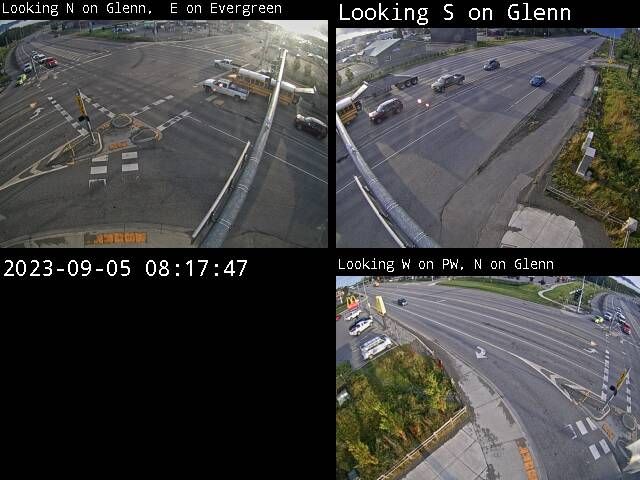 Looking N on Glenn,  E on Evergreen
Looking S on Glenn
2023-09-05 08:17:47
Looking W on PW, N on Glenn